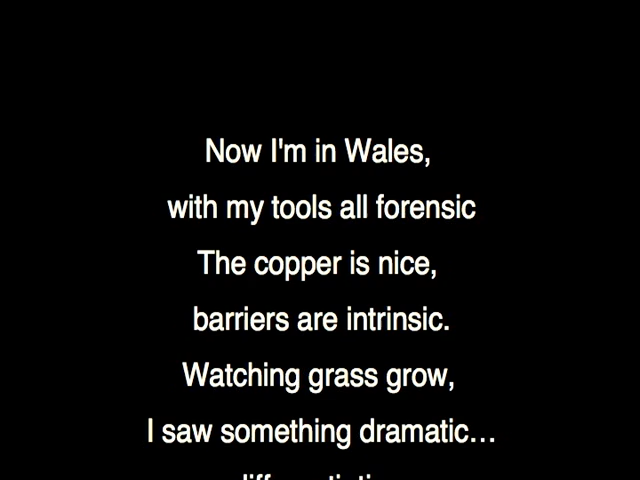 Now I'm in Wales,
with my tools all forensic
The copper is nice,
barriers are intrinsic.
Watching grass grow,
I saw something dramatic…